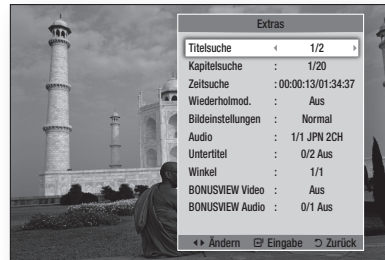 Extras
Titelsuche 1/2
Kapitelsuche : 1/20
Zeitsuche : 00:00:13/01:34:37
Wiederholmod. : Aus
Bildeinstellungen : Normal
Audio : 1/1 JPN 2CH
Untertitel : 0/2 Aus
Winkel : 1/1
BONUSVIEW Video : Aus
BONUSVIEW Audio : 0/1 Aus
Ändern Eingabe Zurück